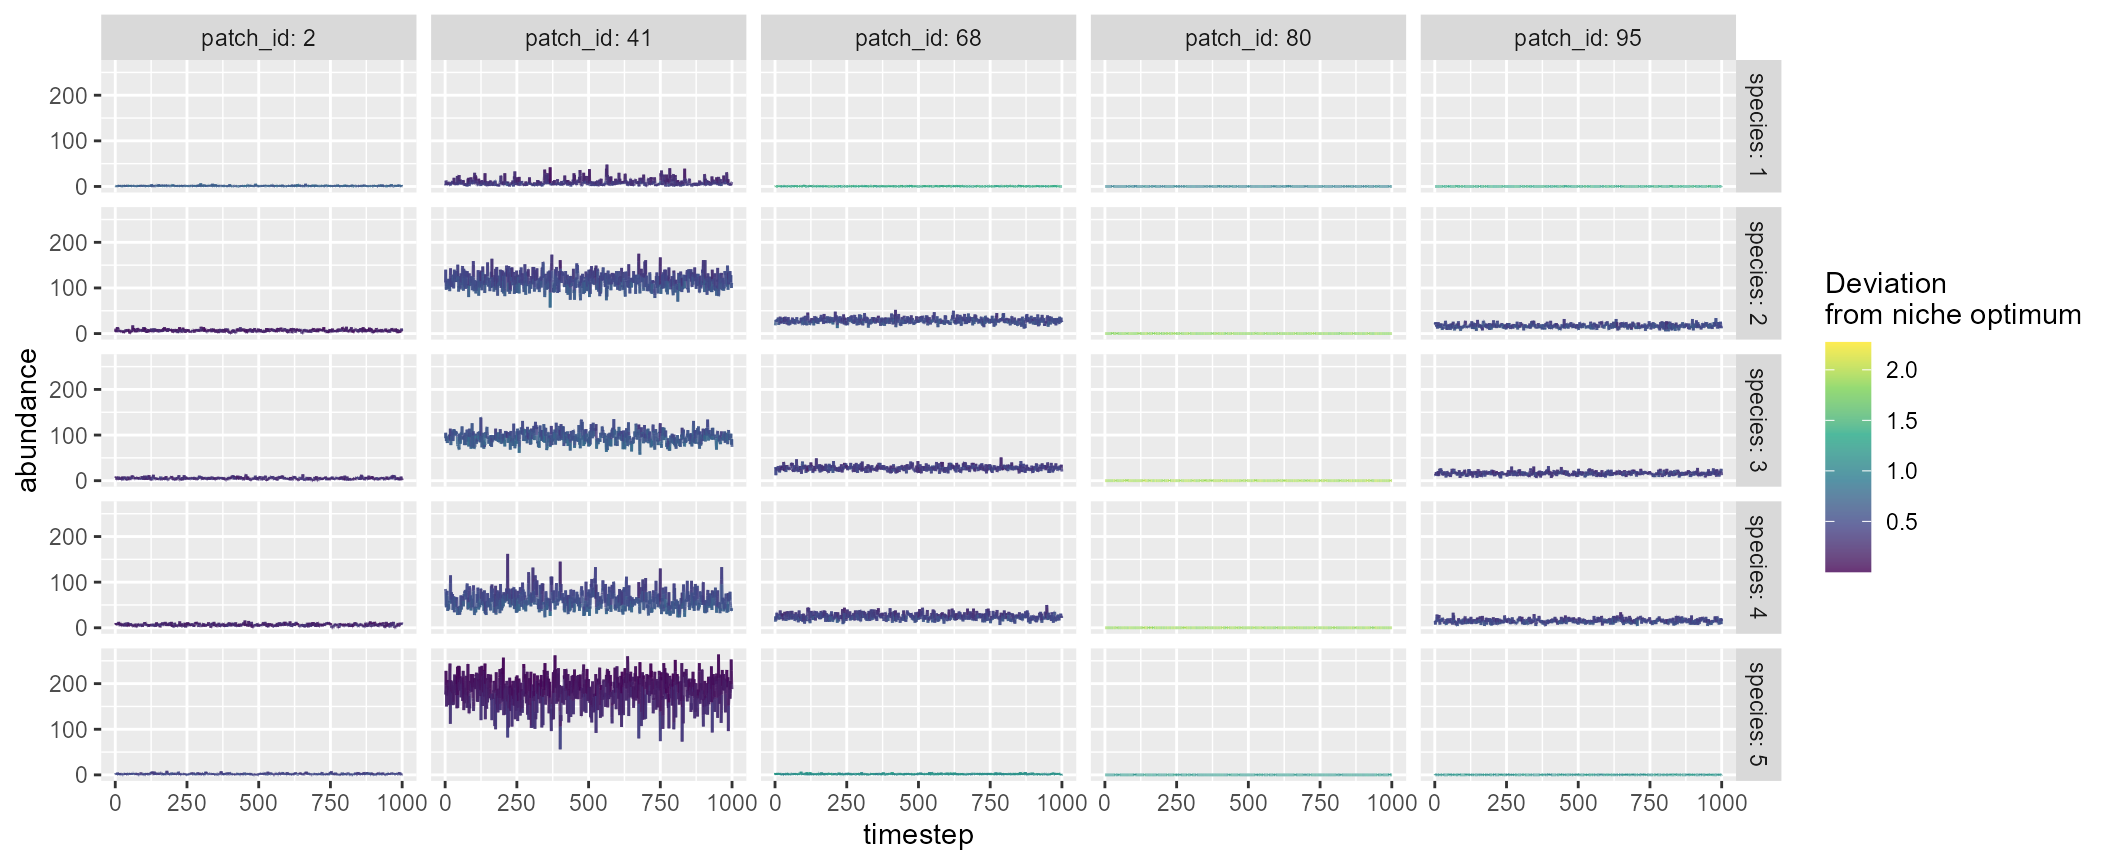 patch_id: 2 patch_id: 41 patch_id: 68 patch_id: 80 patch_id: 95
200
100
0
species: 1
200
100
0
species: 2
200
100
0
species: 3
200
100
0
species: 4
200
100
0
species: 5
abundance
0 250 500 750 1000 0 250 500 750 1000 0 250 500 750 1000 0 250 500 750 1000 0 250 500 750 1000
timestep
Deviation
from niche optimum
2.0
1.5
1.0
0.5